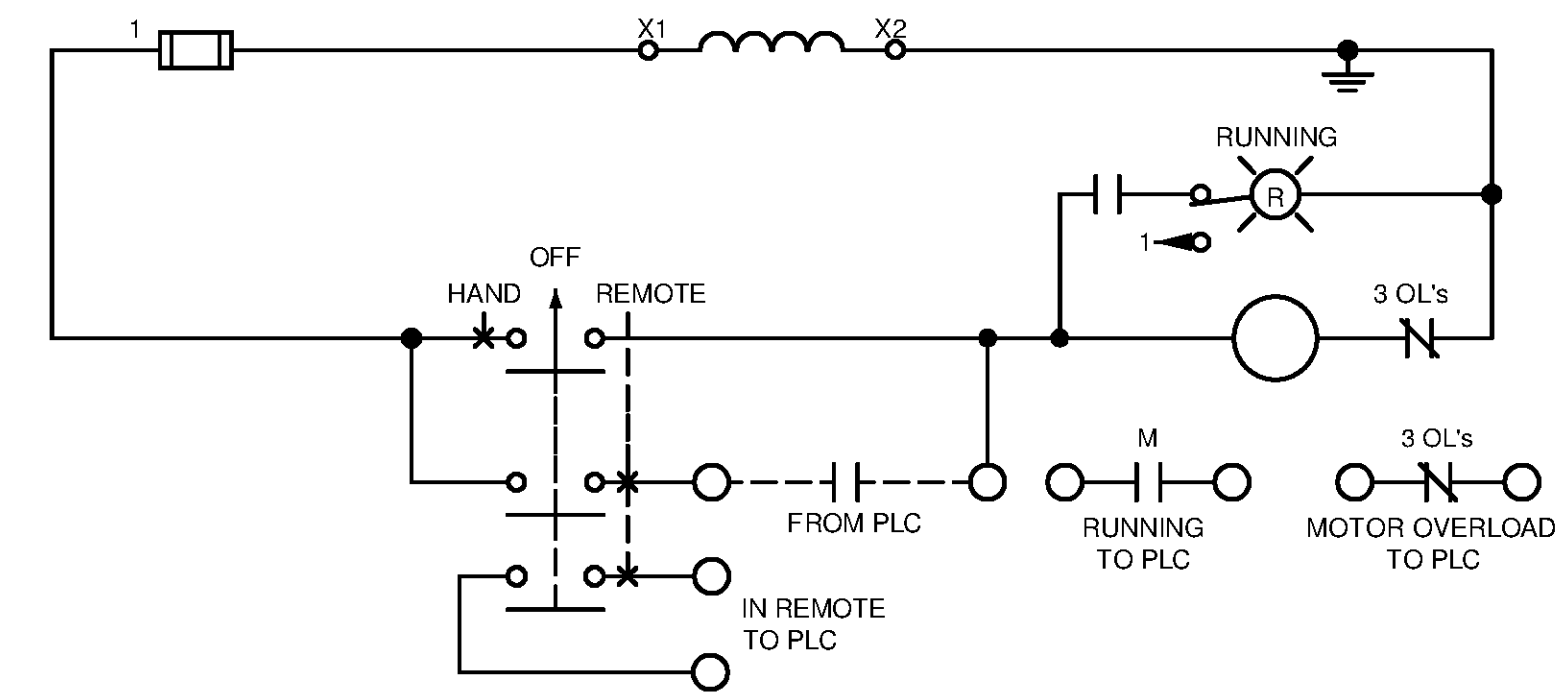 1
X1
X2
RUNNING
R
1
OFF
HAND
REMOTE
3 OL's
M
3 OL's
FROM PLC
RUNNING
TO PLC
MOTOR OVERLOAD
TO PLC
IN REMOTE
TO PLC